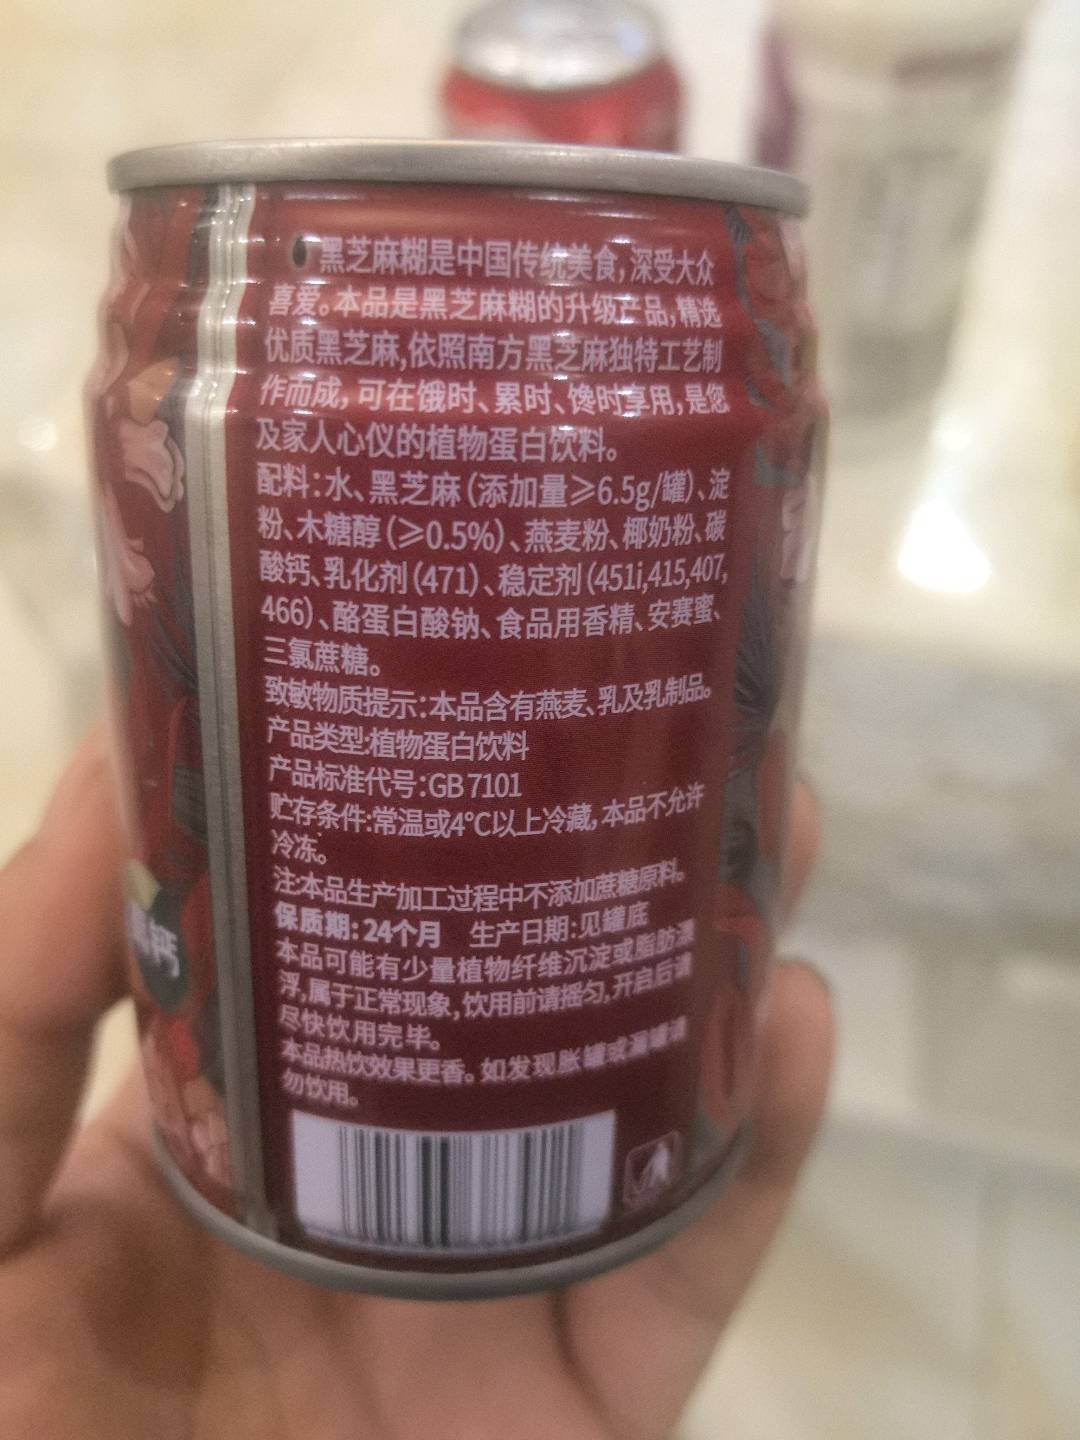 黑芝麻糊是中国传统美食,深受大众
喜爱。本品是黑芝麻糊的升级产品,精选
优质黑芝麻,依照南方黑芝麻独特工艺制
作而成,可在饿时、累时、馋时享用,是您
及家人心仪的植物蛋白饮料。
配料:水、黑芝麻(添加量≥6.5g/罐)、淀
粉、木糖醇(≥0.5%)、燕麦粉、椰奶粉、碳
酸钙、乳化剂(471)、稳定剂(451i,415,407,
466)、酪蛋白酸钠、食品用香精、安赛蜜、
三氯蔗糖。
致敏物质提示:本品含有燕麦、乳及乳制品。
产品类型:植物蛋白饮料
产品标准代号:GB 7101
贮存条件:常温或4°C以上冷藏,本品不允许
冷冻。
注:本品生产加工过程中不添加蔗糖原料。
保质期:24个月 生产日期:见罐底
本品可能有少量植物纤维沉淀或脂肪漂
浮,属于正常现象,饮用前请摇匀,开启后请
尽快饮用完毕。
本品热饮效果更香。如发现胀罐或漏罐请
勿饮用。
钙